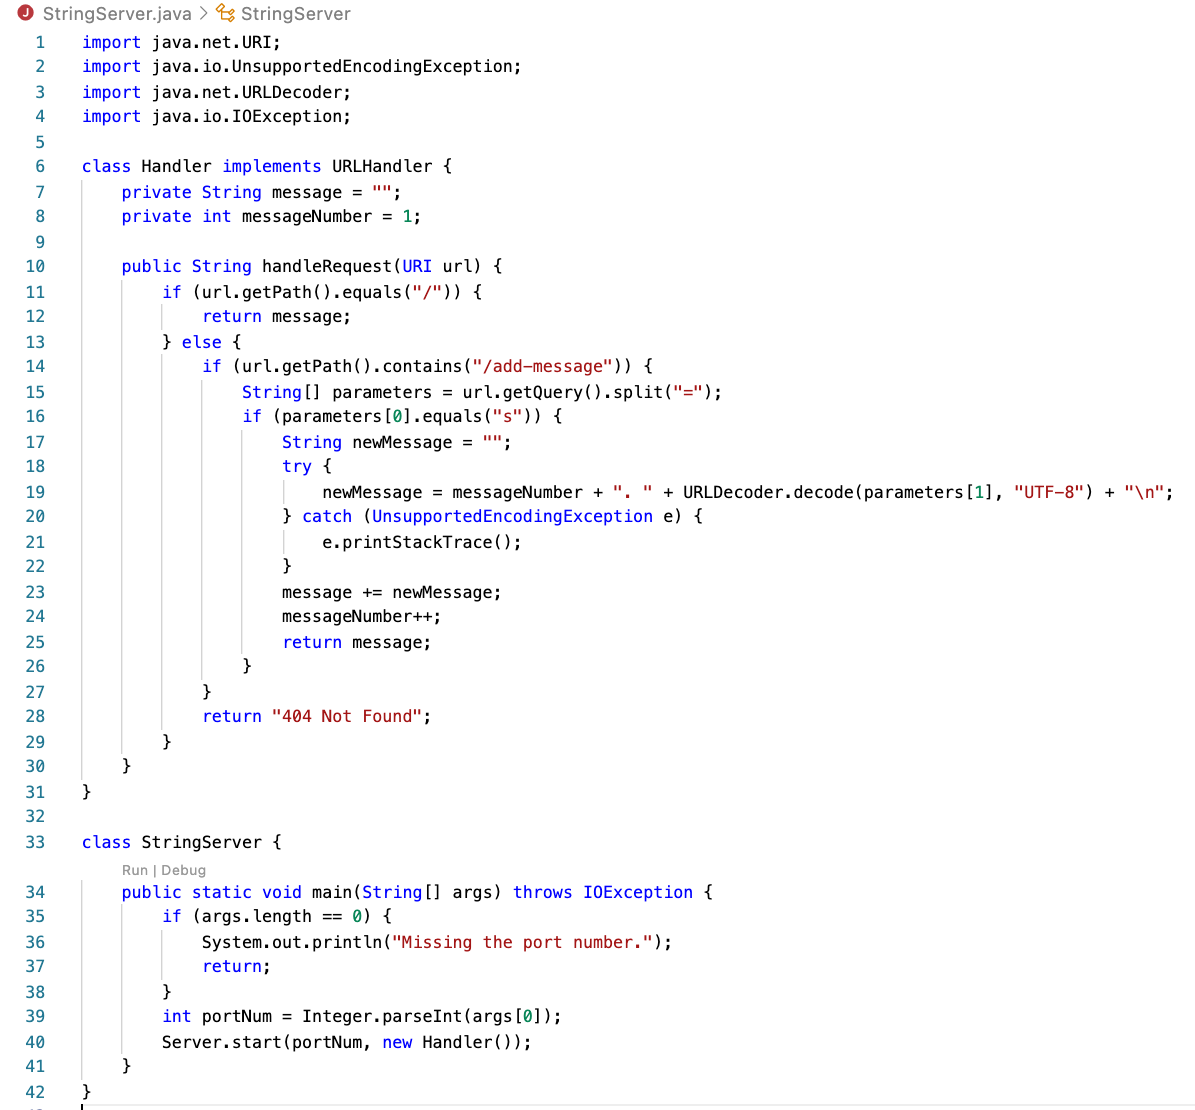 StringServer.java > StringServer
1 import java.net.URI;
2 import java.io.UnsupportedEncodingException;
3 import java.net.URLDecoder;
4 import java.io.IOException;
5
6 class Handler implements URLHandler {
7     private String message = "";
8     private int messageNumber = 1;
9
10     public String handleRequest(URI url) {
11         if (url.getPath().equals("/")) {
12             return message;
13         } else {
14             if (url.getPath().contains("/add-message")) {
15                 String[] parameters = url.getQuery().split("=");
16                 if (parameters[0].equals("s")) {
17                     String newMessage = "";
18                     try {
19                         newMessage = messageNumber + ". " + URLDecoder.decode(parameters[1], "UTF-8") + "\n";
20                     } catch (UnsupportedEncodingException e) {
21                         e.printStackTrace();
22                     }
23                     message += newMessage;
24                     messageNumber++;
25                     return message;
26                 }
27             }
28             return "404 Not Found";
29         }
30     }
31 }
32
33 class StringServer {
Run | Debug
34     public static void main(String[] args) throws IOException {
35         if (args.length == 0) {
36             System.out.println("Missing the port number.");
37             return;
38         }
39         int portNum = Integer.parseInt(args[0]);
40         Server.start(portNum, new Handler());
41     }
42 }